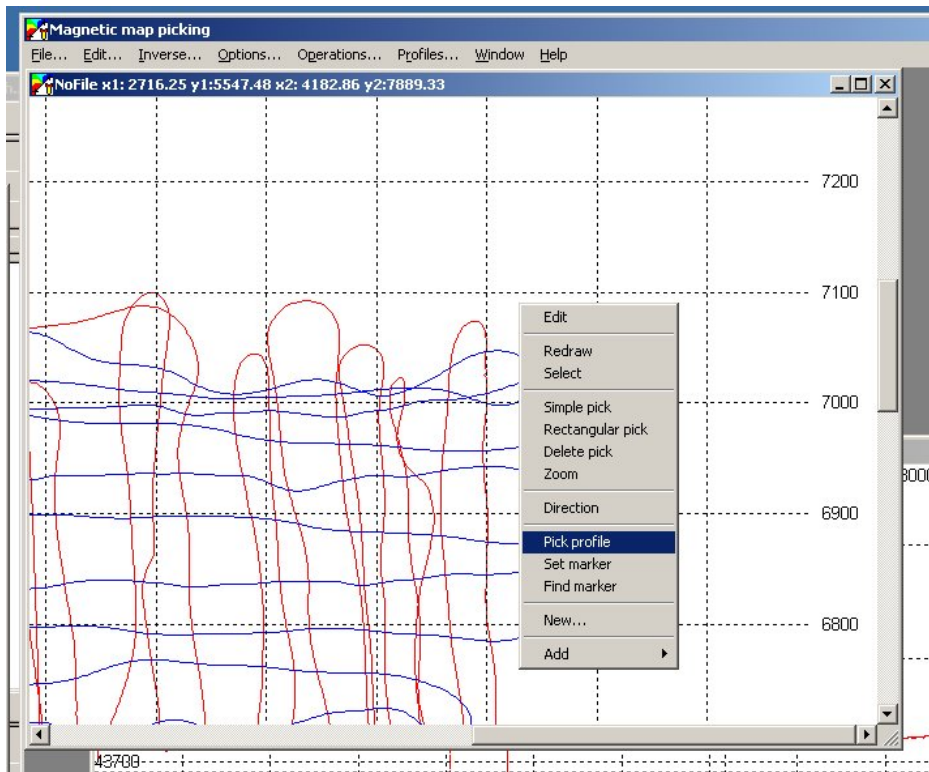 Magnetic map picking
File... Edit... Inverse... Options... Operations... Profiles... Window Help
NoFile x1: 2716.25 y1:5547.48 x2: 4182.86 y2:7889.33
7200
7100
Edit
Redraw
Select
7000
Simple pick
Rectangular pick
Delete pick
Zoom
Direction
6900
Pick profile
Set marker
Find marker
New...
6800
Add
43700